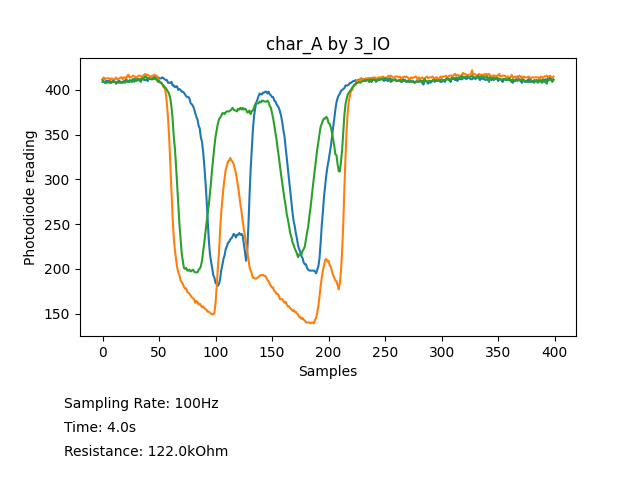 char_A by 3_IO
400
350
300
250
200
150
Photodiode reading
0 50 100 150 200 250 300 350 400
Samples
Sampling Rate: 100Hz
Time: 4.0s
Resistance: 122.0kOhm